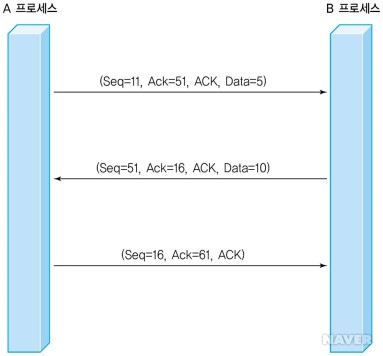 A 프로세스
B 프로세스
(Seq=11, Ack=51, ACK, Data=5)
(Seq=51, Ack=16, ACK, Data=10)
(Seq=16, Ack=61, ACK)
NAVER